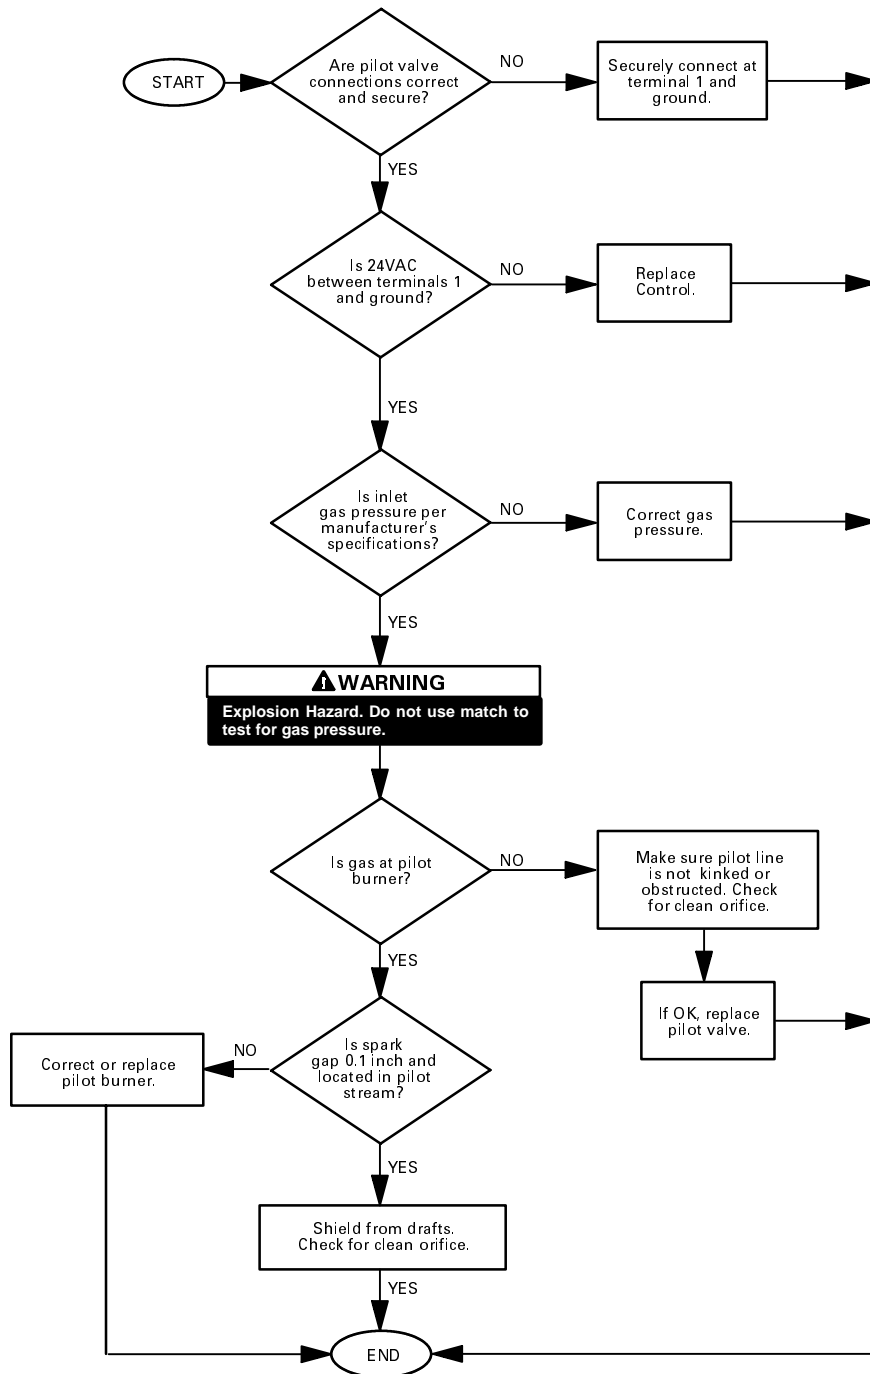 START
Are pilot valve
connections correct
and secure?
NO
Securely connect at
terminal 1 and
ground.
YES
Is 24VAC
between terminals 1
and ground?
NO
Replace
Control.
YES
Is inlet
gas pressure per
manufacturer's
specifications?
NO
Correct gas
pressure.
YES
WARNING
Explosion Hazard. Do not use match to
test for gas pressure.
Is gas at pilot
burner?
NO
Make sure pilot line
is not kinked or
obstructed. Check
for clean orifice.
YES
If OK, replace
pilot valve.
Is spark
gap 0.1 inch and
located in pilot
stream?
NO
Correct or replace
pilot burner.
YES
Shield from drafts.
Check for clean orifice.
YES
END